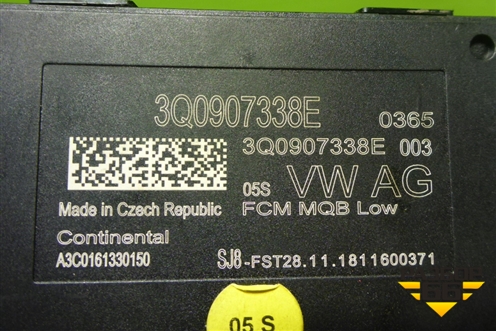 3Q0907338E 0365
3Q0907338E 003
05S VW AG
Made in Czech Republic FCM MQB Low
Continental
A3C0161330150 SJ8-FST28.11.1811600371
05 S